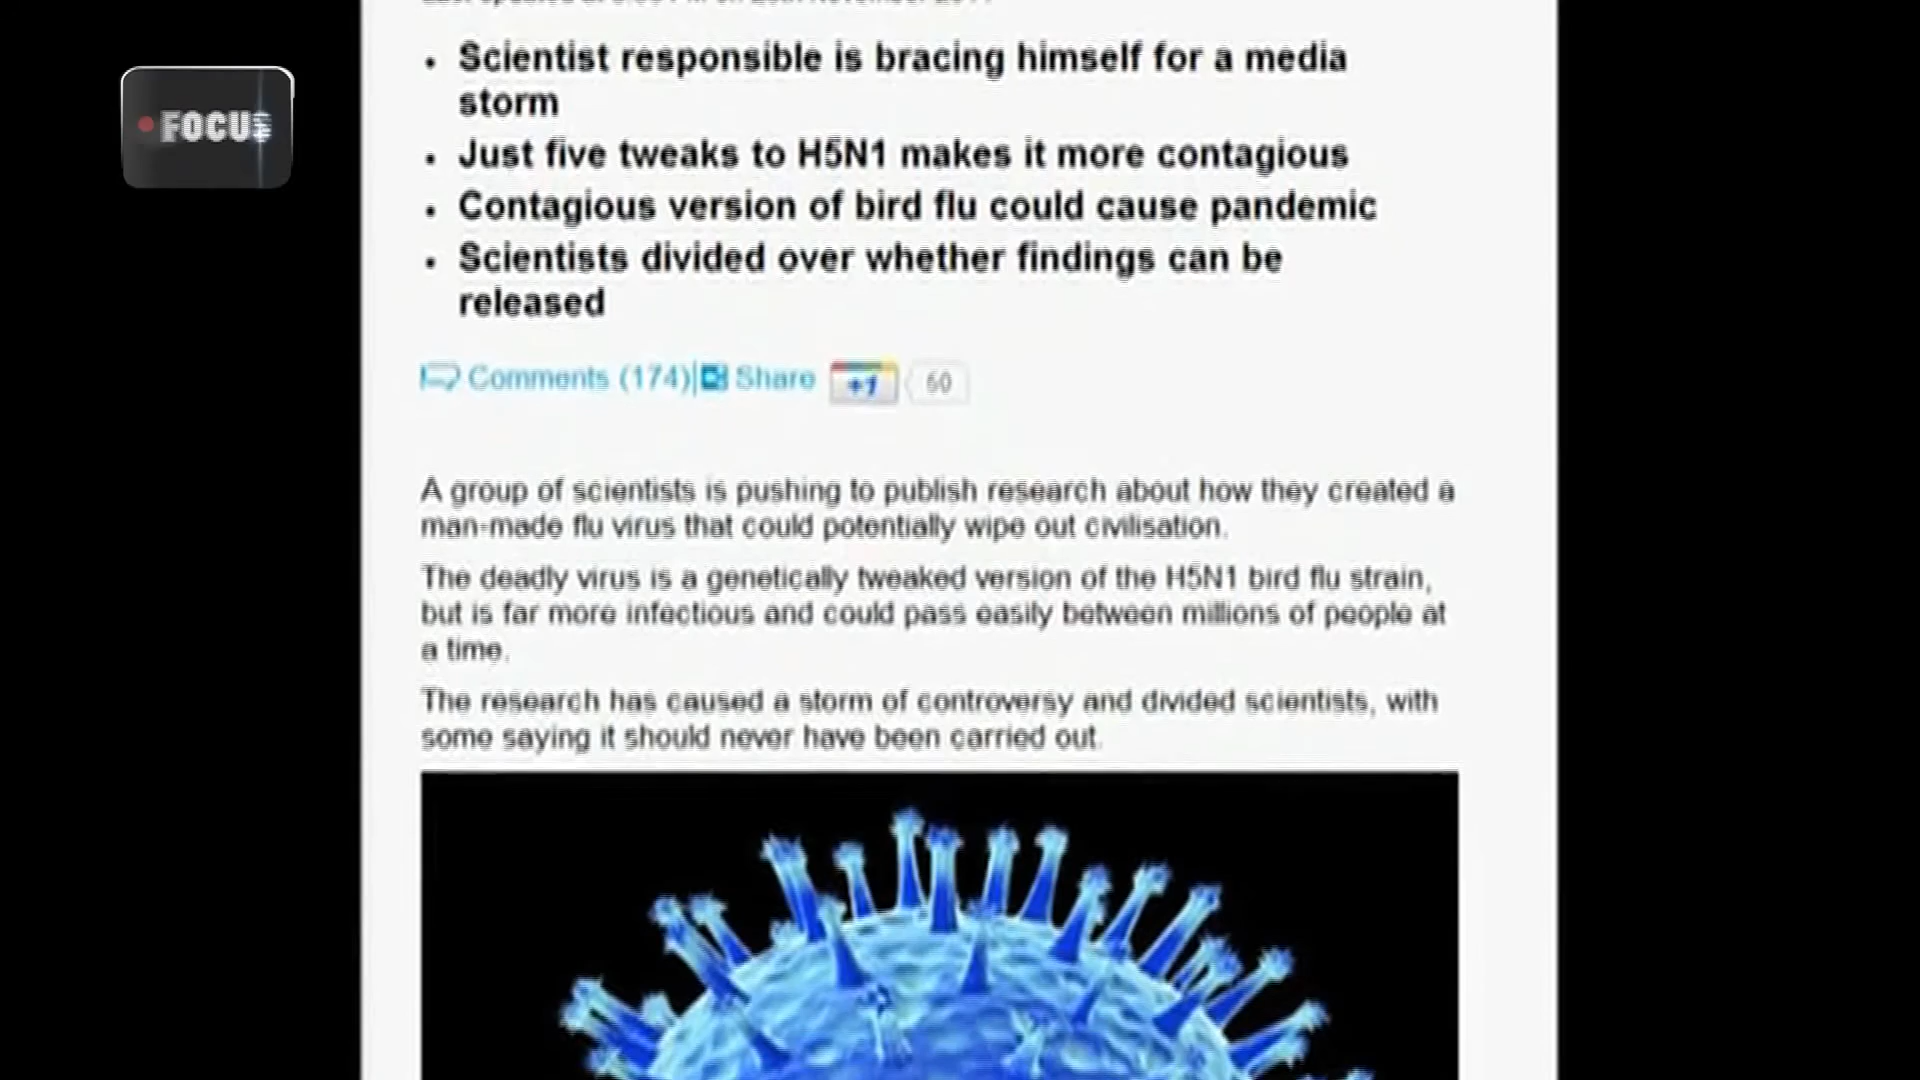 FOCUS
Scientist responsible is bracing himself for a media
storm
Just five tweaks to H5N1 makes it more contagious
Contagious version of bird flu could cause pandemic
Scientists divided over whether findings can be
released
Comments (174) Share +1 60
A group of scientists is pushing to publish research about how they created a
man-made flu virus that could potentially wipe out civilisation.
The deadly virus is a genetically tweaked version of the H5N1 bird flu strain,
but is far more infectious and could pass easily between millions of people at
a time.
The research has caused a storm of controversy and divided scientists, with
some saying it should never have been carried out.